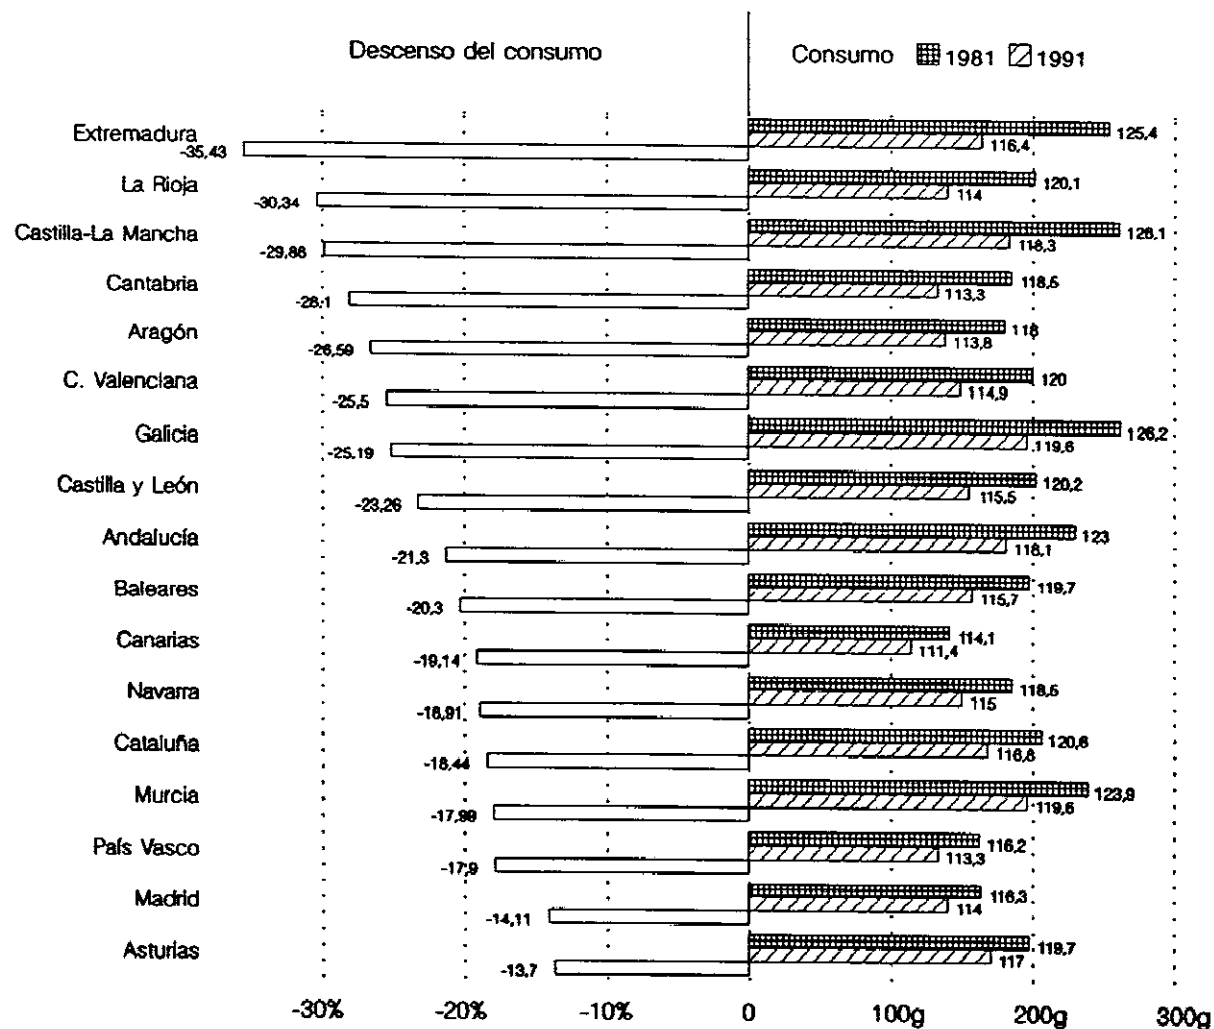 Descenso del consumo
Consumo 1981 1991
Extremadura
-35,43
125,4
116,4
La Rioja
-30,34
120,1
114
Castilla-La Mancha
-29,86
126,1
118,3
Cantabria
-28,1
118,5
113,3
Aragón
-26,59
118
113,8
C. Valenciana
-25,5
120
114,9
Galicia
-25,19
126,2
119,6
Castilla y León
-23,26
120,2
115,5
Andalucía
-21,3
123
118,1
Baleares
-20,3
119,7
115,7
Canarias
-19,14
114,1
111,4
Navarra
-18,91
118,5
115
Cataluña
-18,44
120,6
116,8
Murcia
-17,99
123,9
119,6
País Vasco
-17,9
116,2
113,3
Madrid
-14,11
116,3
114
Asturias
-13,7
119,7
117
-30% -20% -10% 0 100g 200g 300g